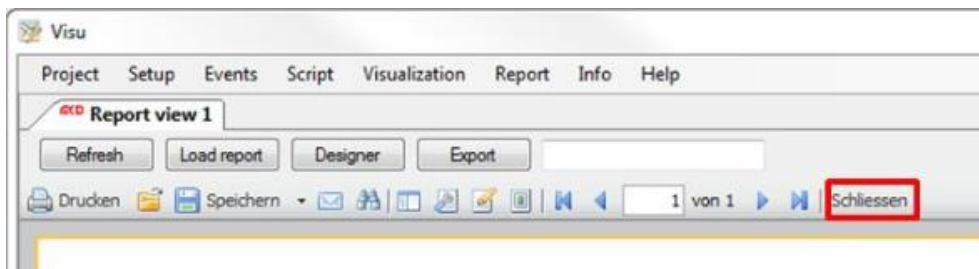 Visu
Project Setup Events Script Visualization Report Info Help
Report view 1
Refresh Load report Designer Export
Drucken Speichern 1 von 1 Schliessen